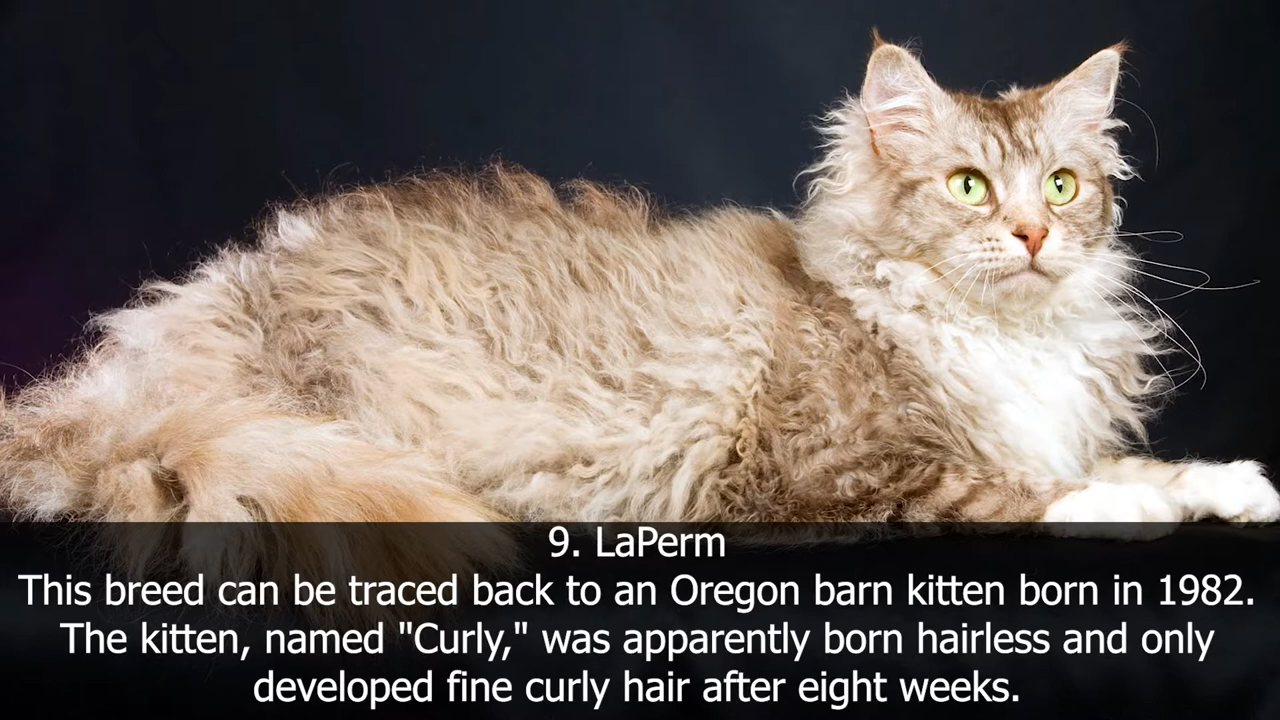 9. LaPerm
This breed can be traced back to an Oregon barn kitten born in 1982.
The kitten, named "Curly," was apparently born hairless and only
developed fine curly hair after eight weeks.